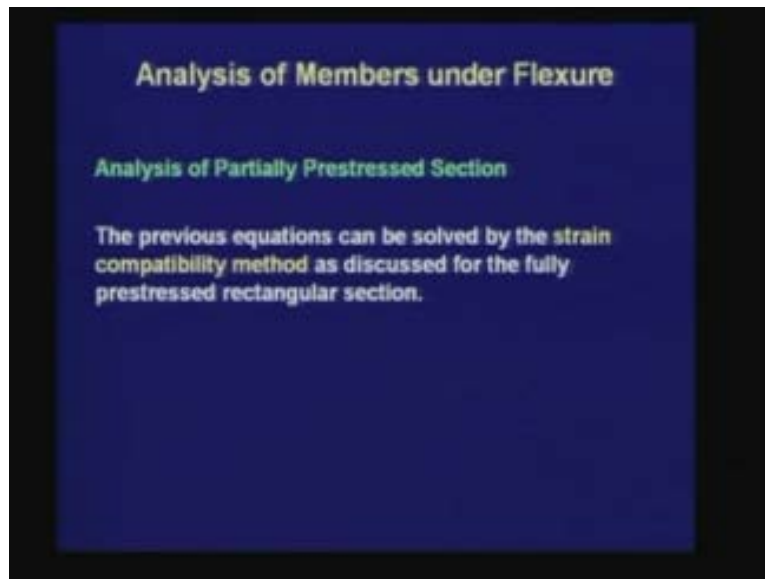 Analysis of Members under Flexure
Analysis of Partially Prestressed Section
The previous equations can be solved by the strain
compatibility method as discussed for the fully
prestressed rectangular section.